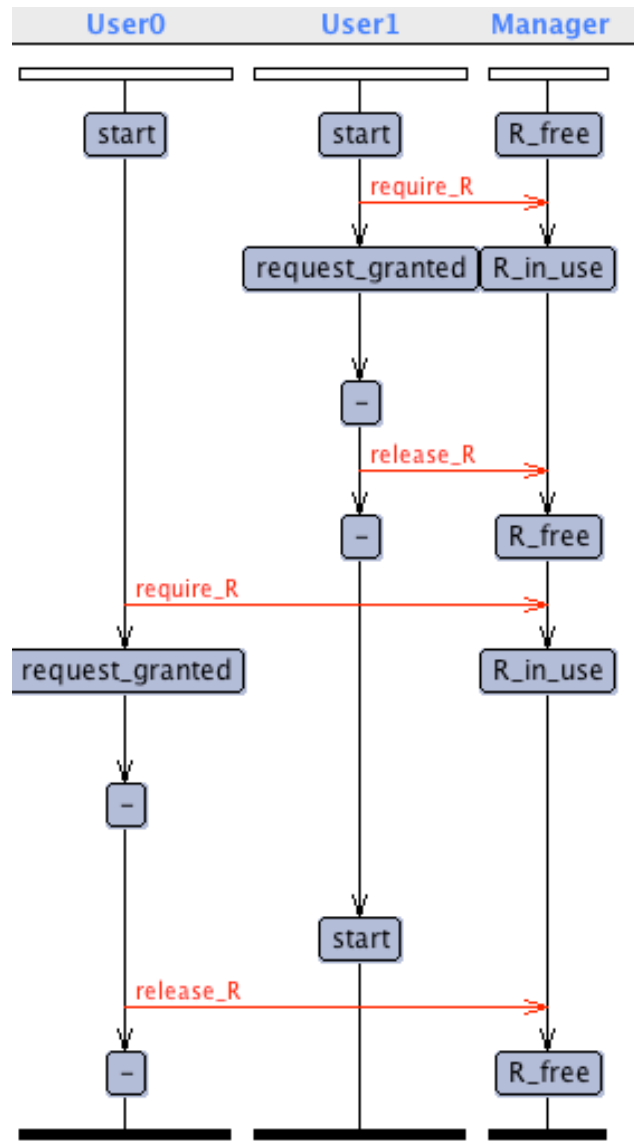 User0 User1 Manager
start start R_free
require_R
request_granted R_in_use
-
release_R
- R_free
require_R
request_granted R_in_use
-
start
release_R
- R_free